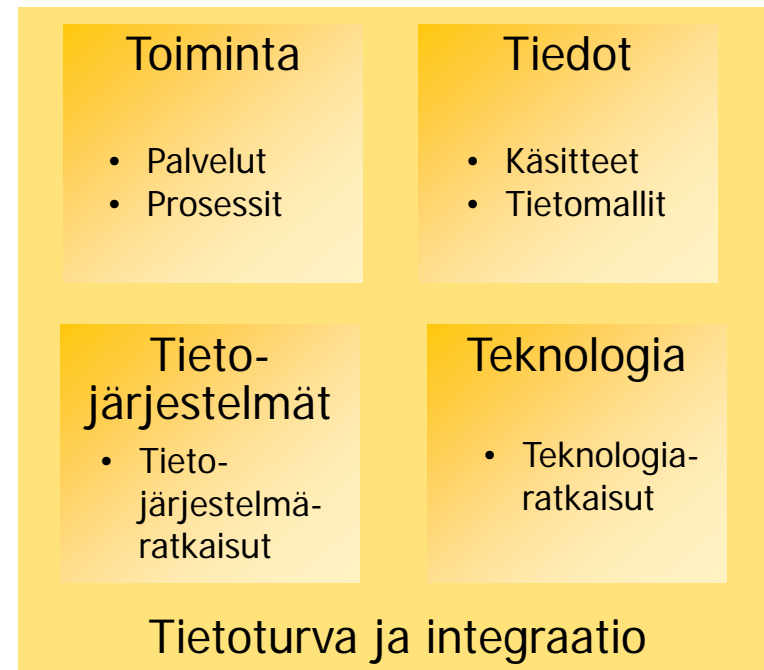 Toiminta
• Palvelut
• Prosessit
Tiedot
• Käsitteet
• Tietomallit
Tieto-
järjestelmät
• Tieto-
järjestelmä-
ratkaisut
Teknologia
• Teknologia-
ratkaisut
Tietoturva ja integraatio